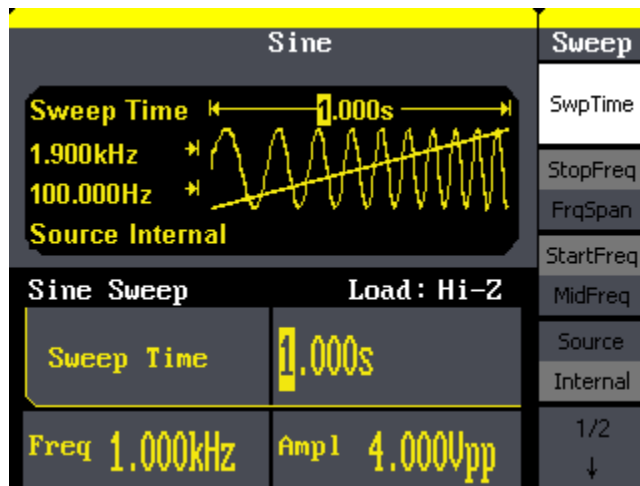 Sine
Sweep Time 1.000s
1.900kHz
100.000Hz
Source Internal
Sine Sweep Load: Hi-Z
Sweep Time 1.000s
Freq 1.000kHz Ampl 4.000Vpp
Sweep
SwpTime
StopFreq
FrqSpan
StartFreq
MidFreq
Source
Internal
1/2
↓